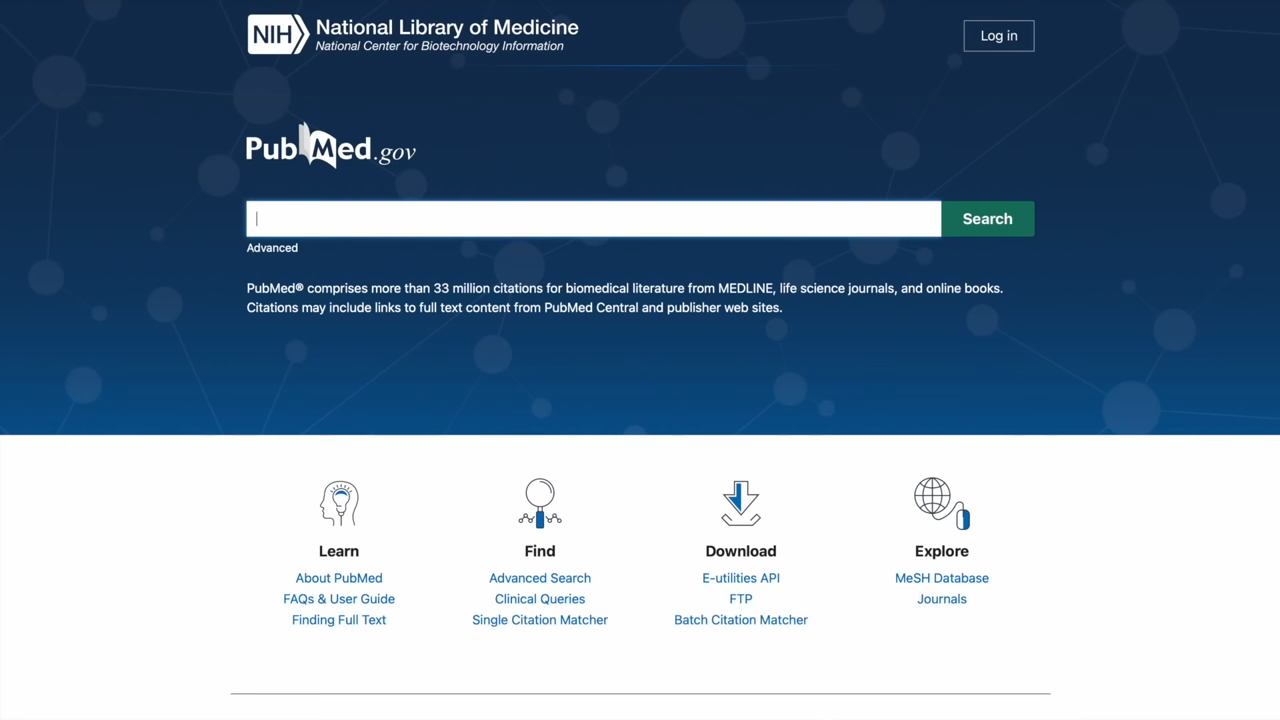 NIH National Library of Medicine
National Center for Biotechnology Information
Log in
PubMed.gov
Search
Advanced
PubMed® comprises more than 33 million citations for biomedical literature from MEDLINE, life science journals, and online books.
Citations may include links to full text content from PubMed Central and publisher web sites.
Learn
About PubMed
FAQs & User Guide
Finding Full Text
Find
Advanced Search
Clinical Queries
Single Citation Matcher
Download
E-utilities API
FTP
Batch Citation Matcher
Explore
MeSH Database
Journals